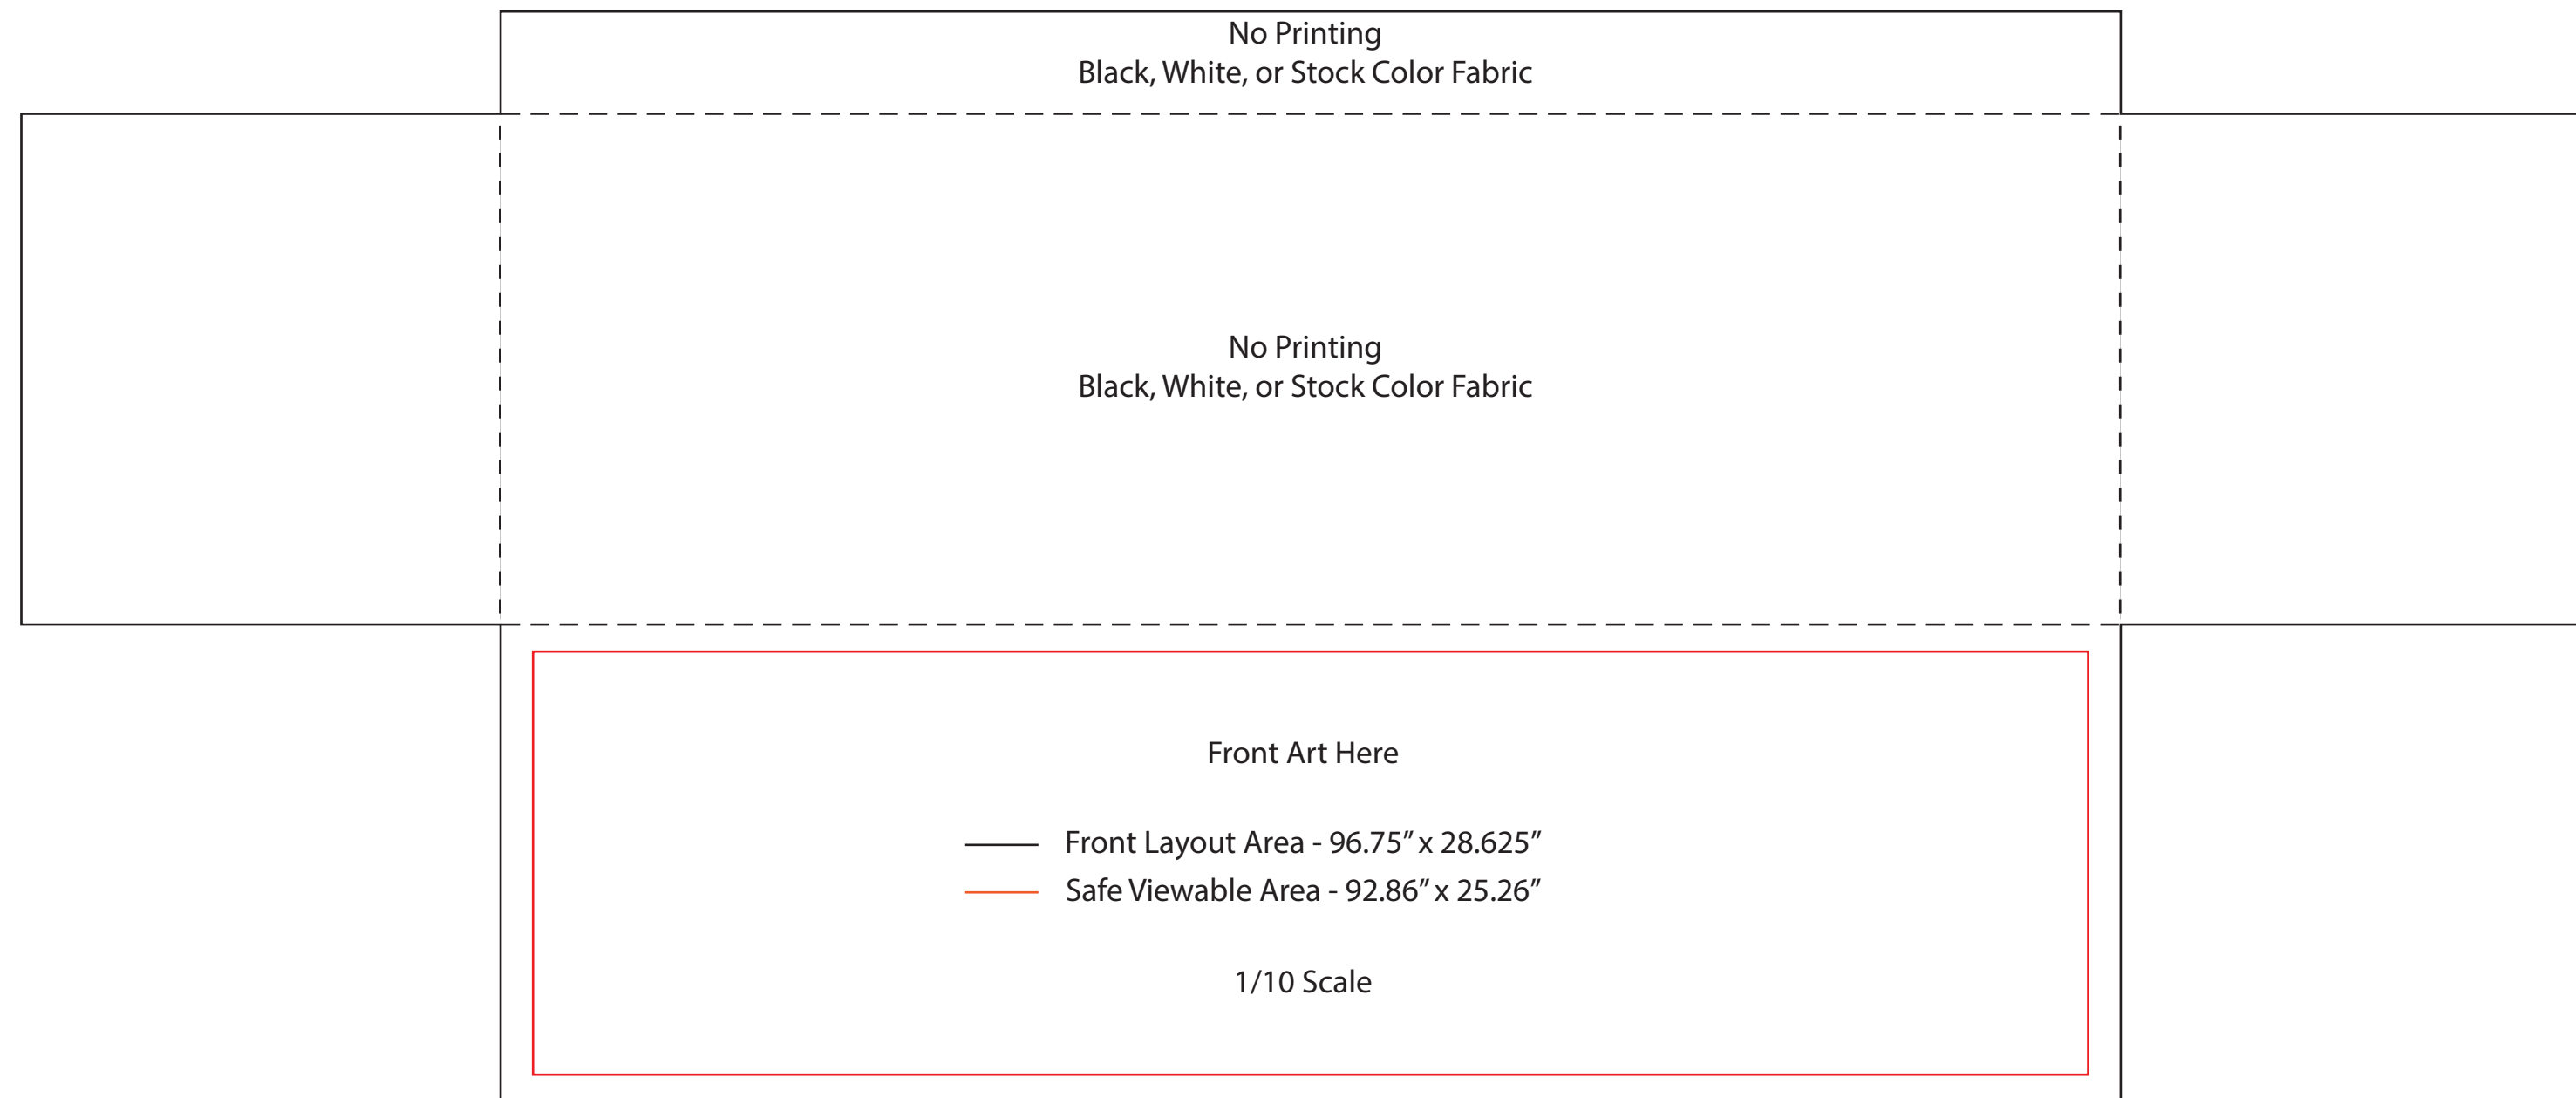 No Printing
Black, White, or Stock Color Fabric
No Printing
Black, White, or Stock Color Fabric
Front Art Here
Front Layout Area - 96.75” x 28.625”
Safe Viewable Area - 92.86” x 25.26”
1/10 Scale